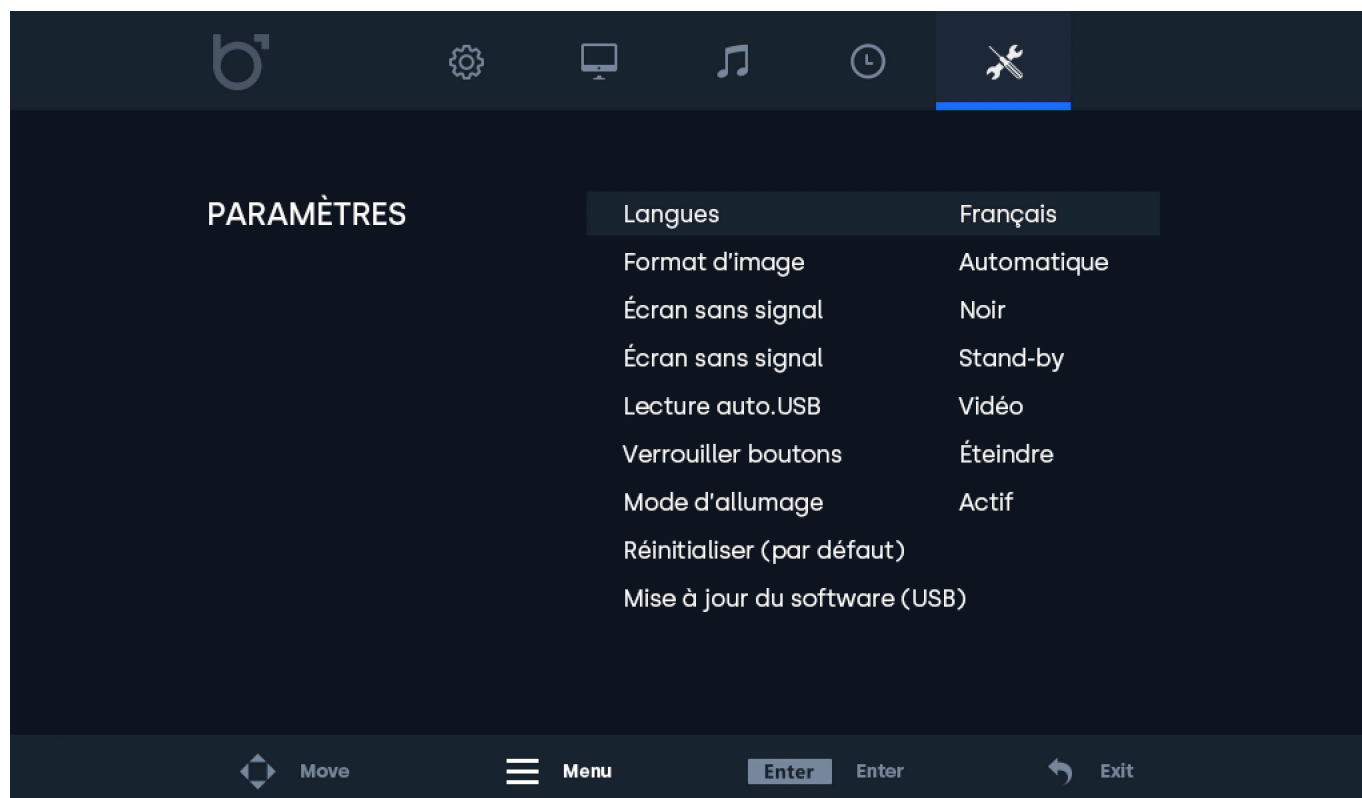 PARAMÈTRES
Langues Français
Format d'image Automatique
Écran sans signal Noir
Écran sans signal Stand-by
Lecture auto.USB Vidéo
Verrouiller boutons Éteindre
Mode d'allumage Actif
Réinitialiser (par défaut)
Mise à jour du software (USB)
Move Menu Enter Enter Exit